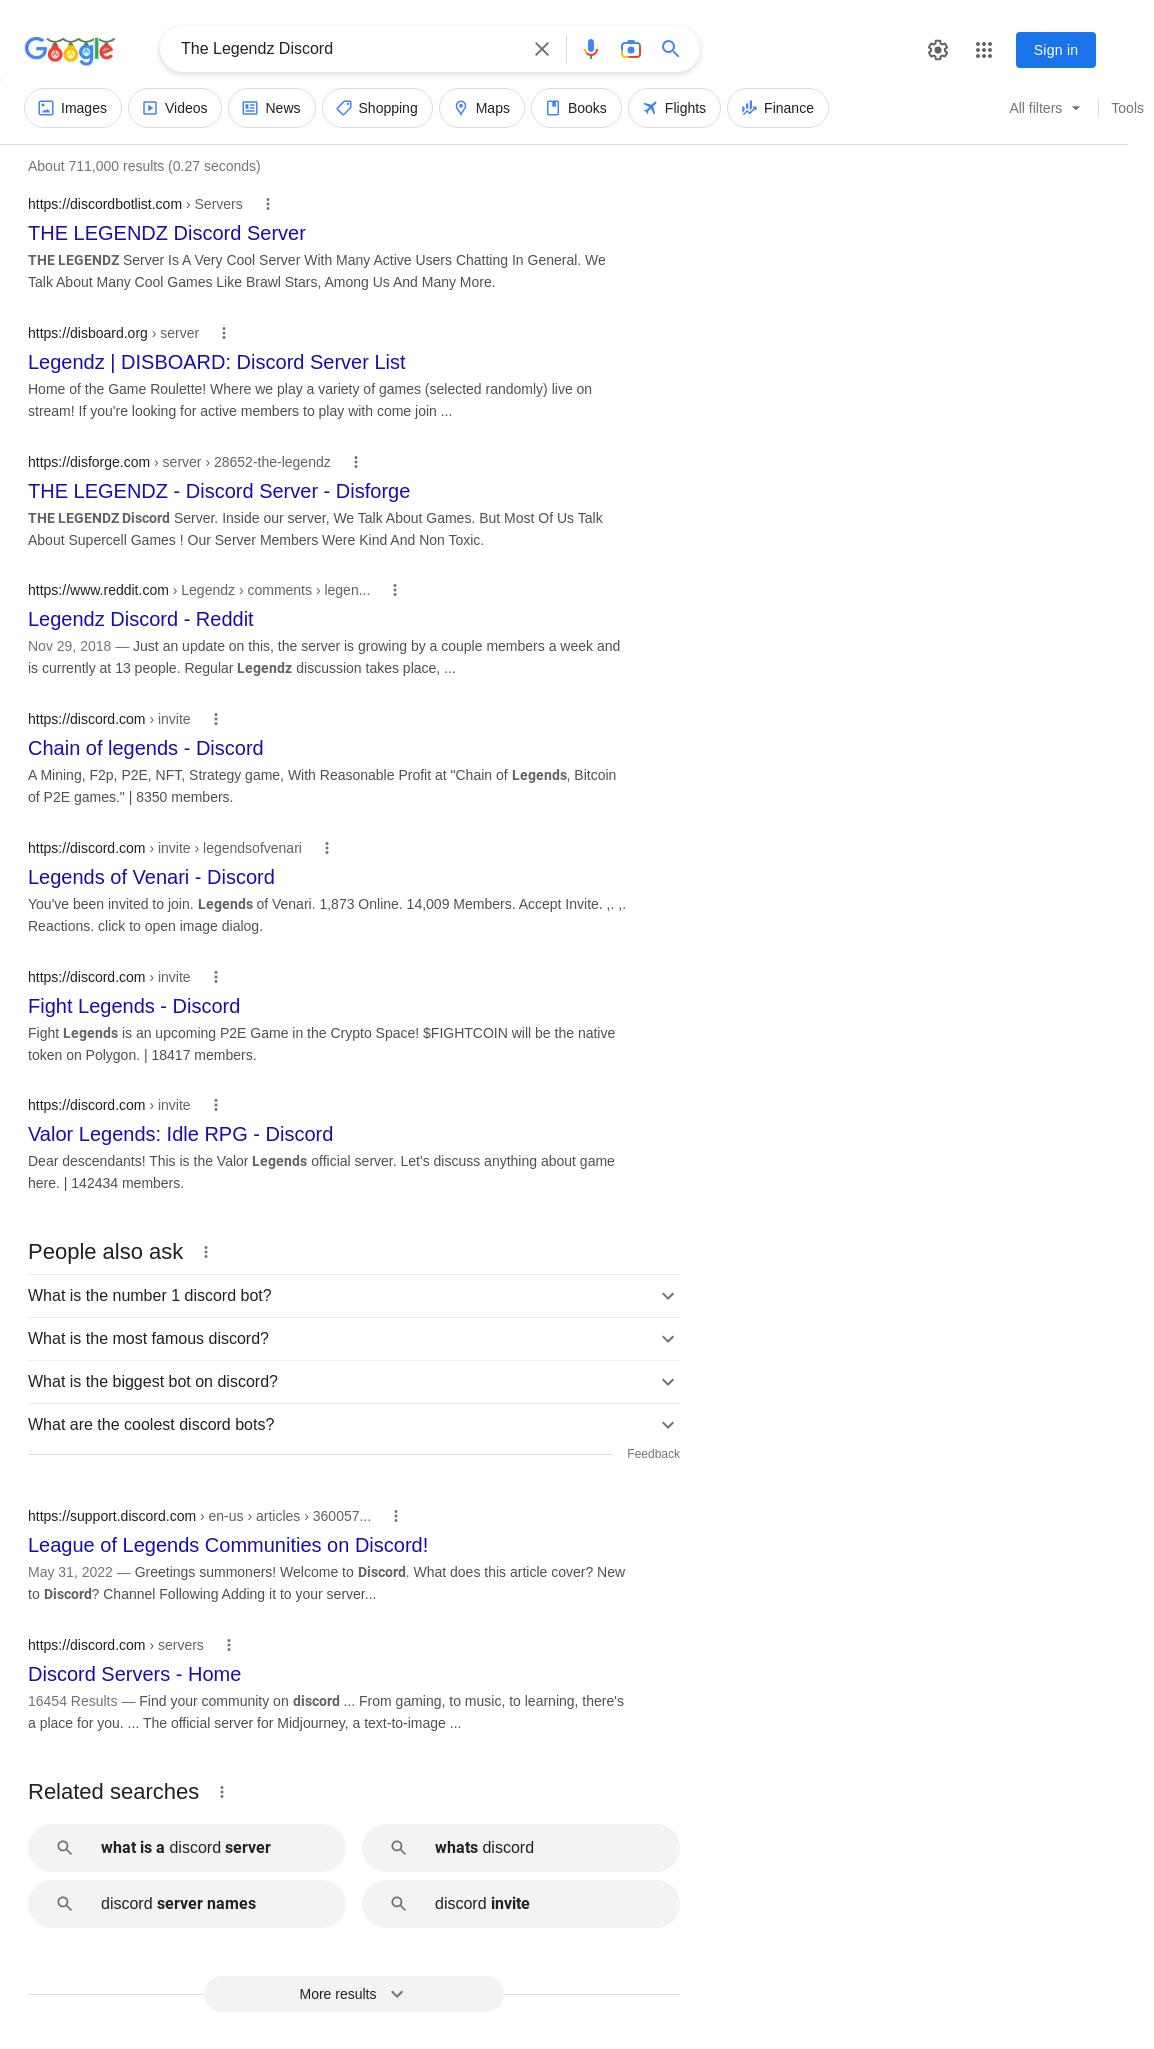 Google
The Legendz Discord
Sign in
Images Videos News Shopping Maps Books Flights Finance All filters Tools
About 711,000 results (0.27 seconds)
https://discordbotlist.com › Servers
THE LEGENDZ Discord Server
THE LEGENDZ Server Is A Very Cool Server With Many Active Users Chatting In General. We
Talk About Many Cool Games Like Brawl Stars, Among Us And Many More.
https://disboard.org › server
Legendz | DISBOARD: Discord Server List
Home of the Game Roulette! Where we play a variety of games (selected randomly) live on
stream! If you're looking for active members to play with come join ...
https://disforge.com › server › 28652-the-legendz
THE LEGENDZ - Discord Server - Disforge
THE LEGENDZ Discord Server. Inside our server, We Talk About Games. But Most Of Us Talk
About Supercell Games ! Our Server Members Were Kind And Non Toxic.
https://www.reddit.com › Legendz › comments › legen...
Legendz Discord - Reddit
Nov 29, 2018 — Just an update on this, the server is growing by a couple members a week and
is currently at 13 people. Regular Legendz discussion takes place, ...
https://discord.com › invite
Chain of legends - Discord
A Mining, F2p, P2E, NFT, Strategy game, With Reasonable Profit at "Chain of Legends, Bitcoin
of P2E games." | 8350 members.
https://discord.com › invite › legendsofvenari
Legends of Venari - Discord
You've been invited to join. Legends of Venari. 1,873 Online. 14,009 Members. Accept Invite. ,. ,.
Reactions. click to open image dialog.
https://discord.com › invite
Fight Legends - Discord
Fight Legends is an upcoming P2E Game in the Crypto Space! $FIGHTCOIN will be the native
token on Polygon. | 18417 members.
https://discord.com › invite
Valor Legends: Idle RPG - Discord
Dear descendants! This is the Valor Legends official server. Let's discuss anything about game
here. | 142434 members.
People also ask
What is the number 1 discord bot?
What is the most famous discord?
What is the biggest bot on discord?
What are the coolest discord bots?
Feedback
https://support.discord.com › en-us › articles › 360057...
League of Legends Communities on Discord!
May 31, 2022 — Greetings summoners! Welcome to Discord. What does this article cover? New
to Discord? Channel Following Adding it to your server...
https://discord.com › servers
Discord Servers - Home
16454 Results — Find your community on discord ... From gaming, to music, to learning, there's
a place for you. ... The official server for Midjourney, a text-to-image ...
Related searches
what is a discord server
whats discord
discord server names
discord invite
More results